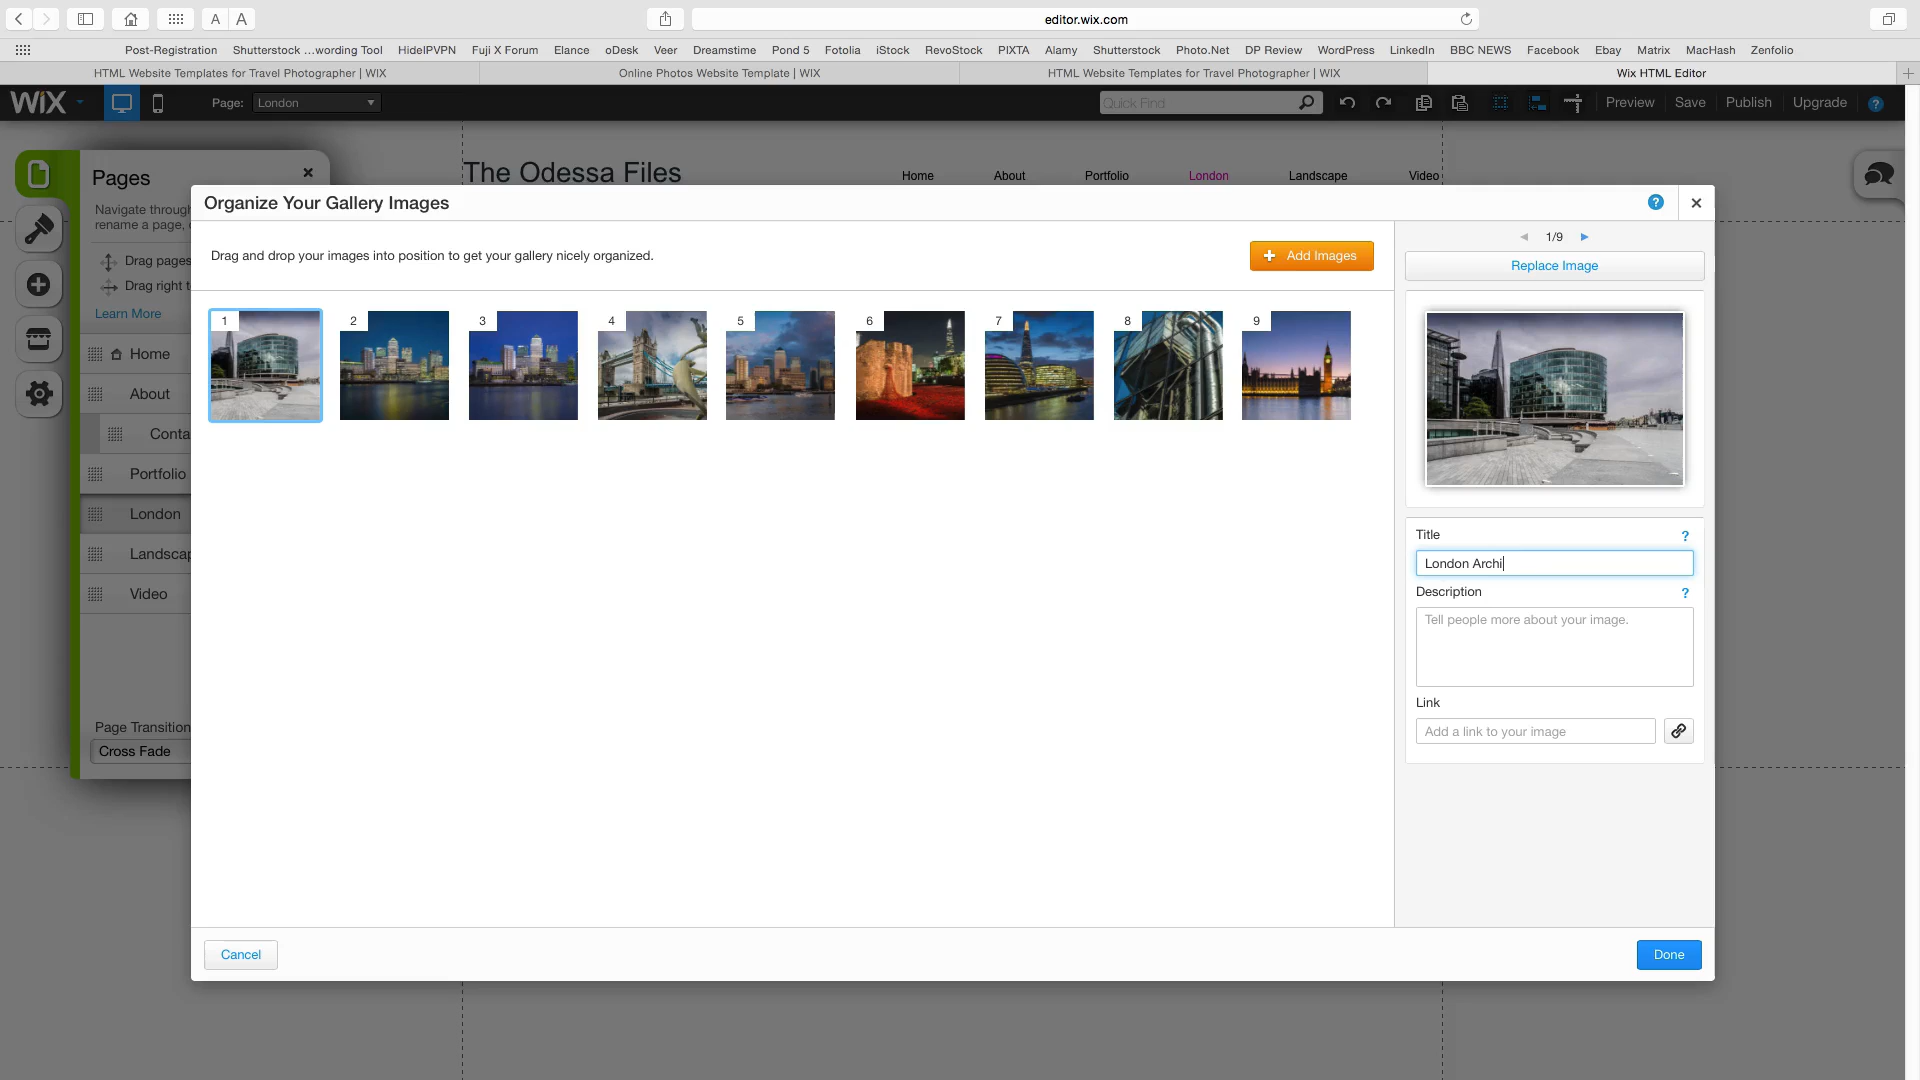 editor.wix.com
A A
Post-Registration Shutterstock ...wording Tool HideIPVPN Fuji X Forum Elance oDesk Veer Dreamstime Pond 5 Fotolia iStock RevoStock PIXTA Alamy Shutterstock Photo.Net DP Review WordPress LinkedIn BBC NEWS Facebook Ebay Matrix MacHash Zenfolio
HTML Website Templates for Travel Photographer | WIX Online Photos Website Template | WIX HTML Website Templates for Travel Photographer | WIX Wix HTML Editor
WiX Page: London Quick Find Preview Save Publish Upgrade ?
Pages
The Odessa Files
Home About Portfolio London Landscape Video
Navigate through
rename a page,
Drag pages
Drag right t
Learn More
Home
About
Conta
Portfolio
London
Landscap
Video
Page Transition
Cross Fade
Organize Your Gallery Images ?
Drag and drop your images into position to get your gallery nicely organized.
+ Add Images
1/9
Replace Image
1 2 3 4 5 6 7 8 9
Title ?
London Archi
Description ?
Tell people more about your image.
Link
Add a link to your image
Cancel
Done